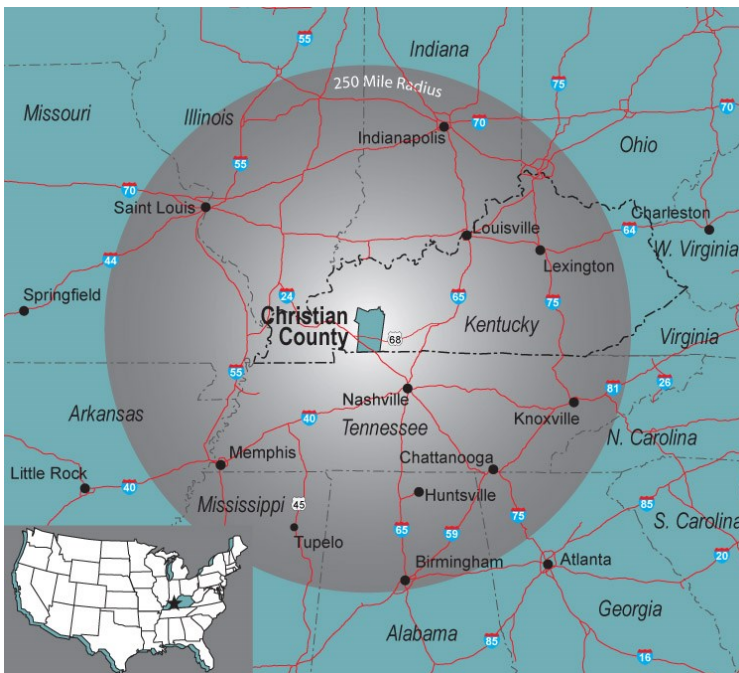 55
Indiana
75
250 Mile Radius
Missouri
Illinois
70
70
Indianapolis
Ohio
55
70
Saint Louis
Charleston
Louisville
64
W. Virginia
44
Lexington
Springfield
24
65
75
Christian
County
68
Kentucky
Virginia
55
81
26
Nashville
Arkansas
40
Tennessee
Knoxville
N. Carolina
Memphis
Chattanooga
Little Rock
40
Mississippi
45
Huntsville
75
85
S. Carolina
65
59
Tupelo
20
Birmingham
Atlanta
Georgia
Alabama
85
16